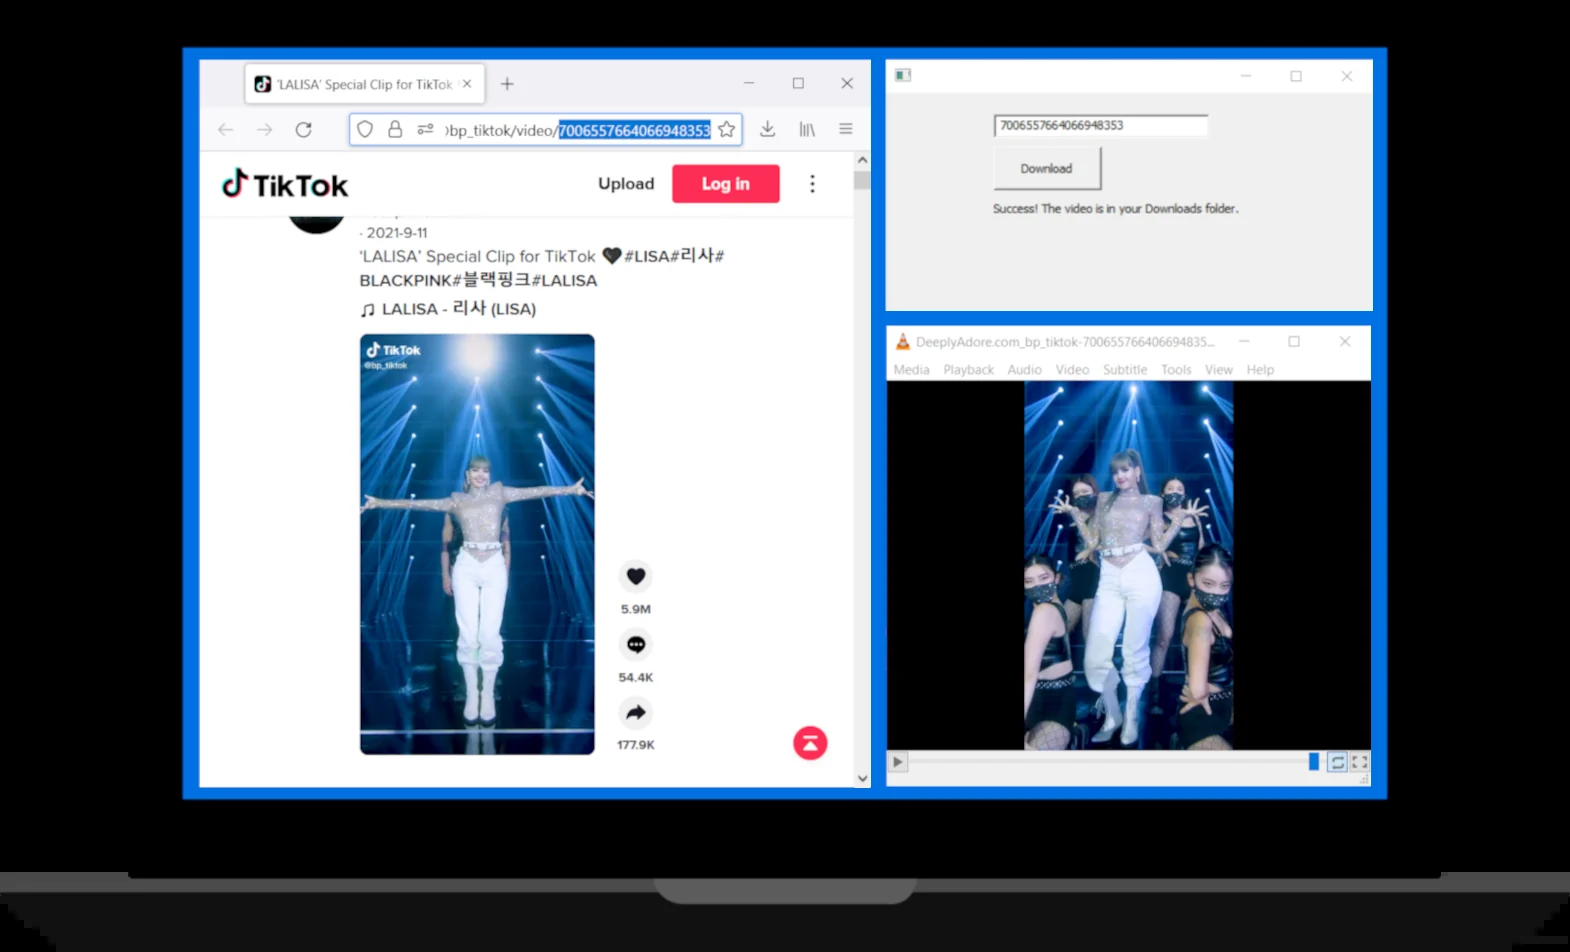 'LALISA' Special Clip for TikTok
bp_tiktok/video/7006557664066948353
TikTok
Upload
Log in
· 2021-9-11
'LALISA' Special Clip for TikTok 🖤#LISA#리사#
BLACKPINK#블랙핑크#LALISA
♫ LALISA - 리사 (LISA)
TikTok
@bp_tiktok
5.9M
54.4K
177.9K
7006557664066948353
Download
Success! The video is in your Downloads folder.
DeeplyAdore.com_bp_tiktok-700655766406694835...
Media Playback Audio Video Subtitle Tools View Help